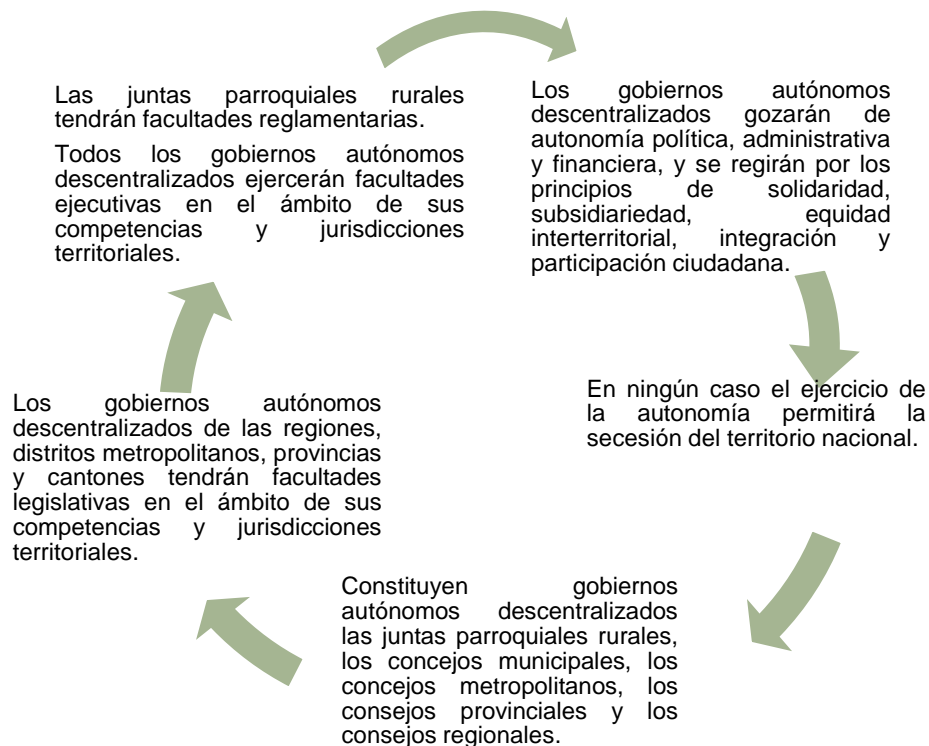 Las juntas parroquiales rurales
tendrán facultades reglamentarias.
Todos los gobiernos autónomos
descentralizados ejercerán facultades
ejecutivas en el ámbito de sus
competencias y jurisdicciones
territoriales.
Los gobiernos autónomos
descentralizados gozarán de
autonomía política, administrativa
y financiera, y se regirán por los
principios de solidaridad,
subsidiariedad, equidad
interterritorial, integración y
participación ciudadana.
En ningún caso el ejercicio de
la autonomía permitirá la
secesión del territorio nacional.
Constituyen gobiernos
autónomos descentralizados
las juntas parroquiales rurales,
los concejos municipales, los
concejos metropolitanos, los
consejos provinciales y los
consejos regionales.
Los gobiernos autónomos
descentralizados de las regiones,
distritos metropolitanos, provincias
y cantones tendrán facultades
legislativas en el ámbito de sus
competencias y jurisdicciones
territoriales.